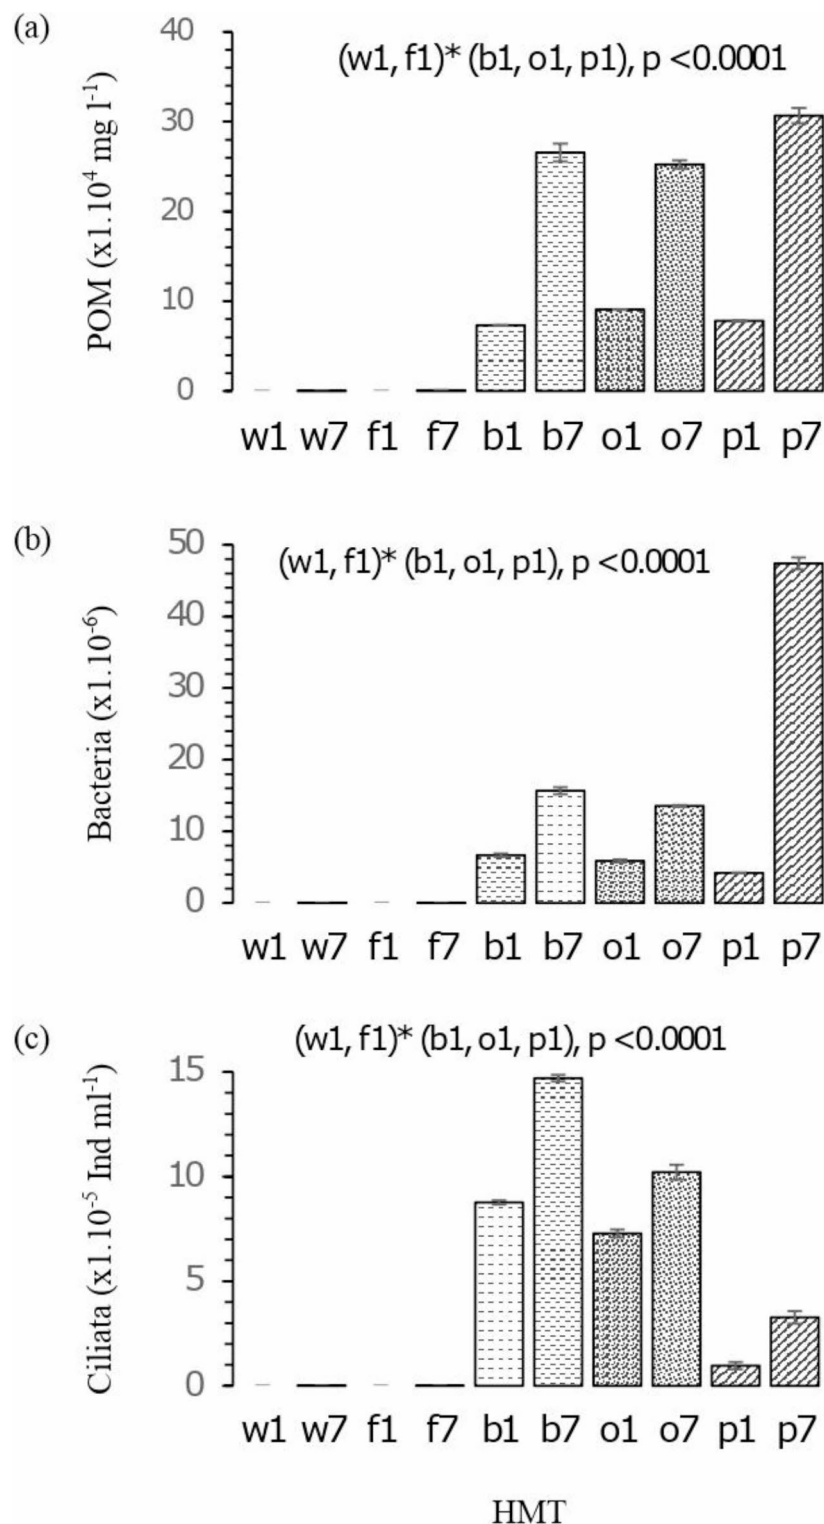 (a)
40
(w1, f1)* (b1, o1, p1), p <0.0001
30
20
10
0
POM (x1.10⁴ mg l⁻¹)
w1 w7 f1 f7 b1 b7 o1 o7 p1 p7
(b)
50
(w1, f1)* (b1, o1, p1), p <0.0001
40
30
20
10
0
Bacteria (x1.10⁻⁶)
w1 w7 f1 f7 b1 b7 o1 o7 p1 p7
(c)
(w1, f1)* (b1, o1, p1), p <0.0001
15
10
5
0
Ciliata (x1.10⁻⁵ Ind ml⁻¹)
w1 w7 f1 f7 b1 b7 o1 o7 p1 p7
HMT